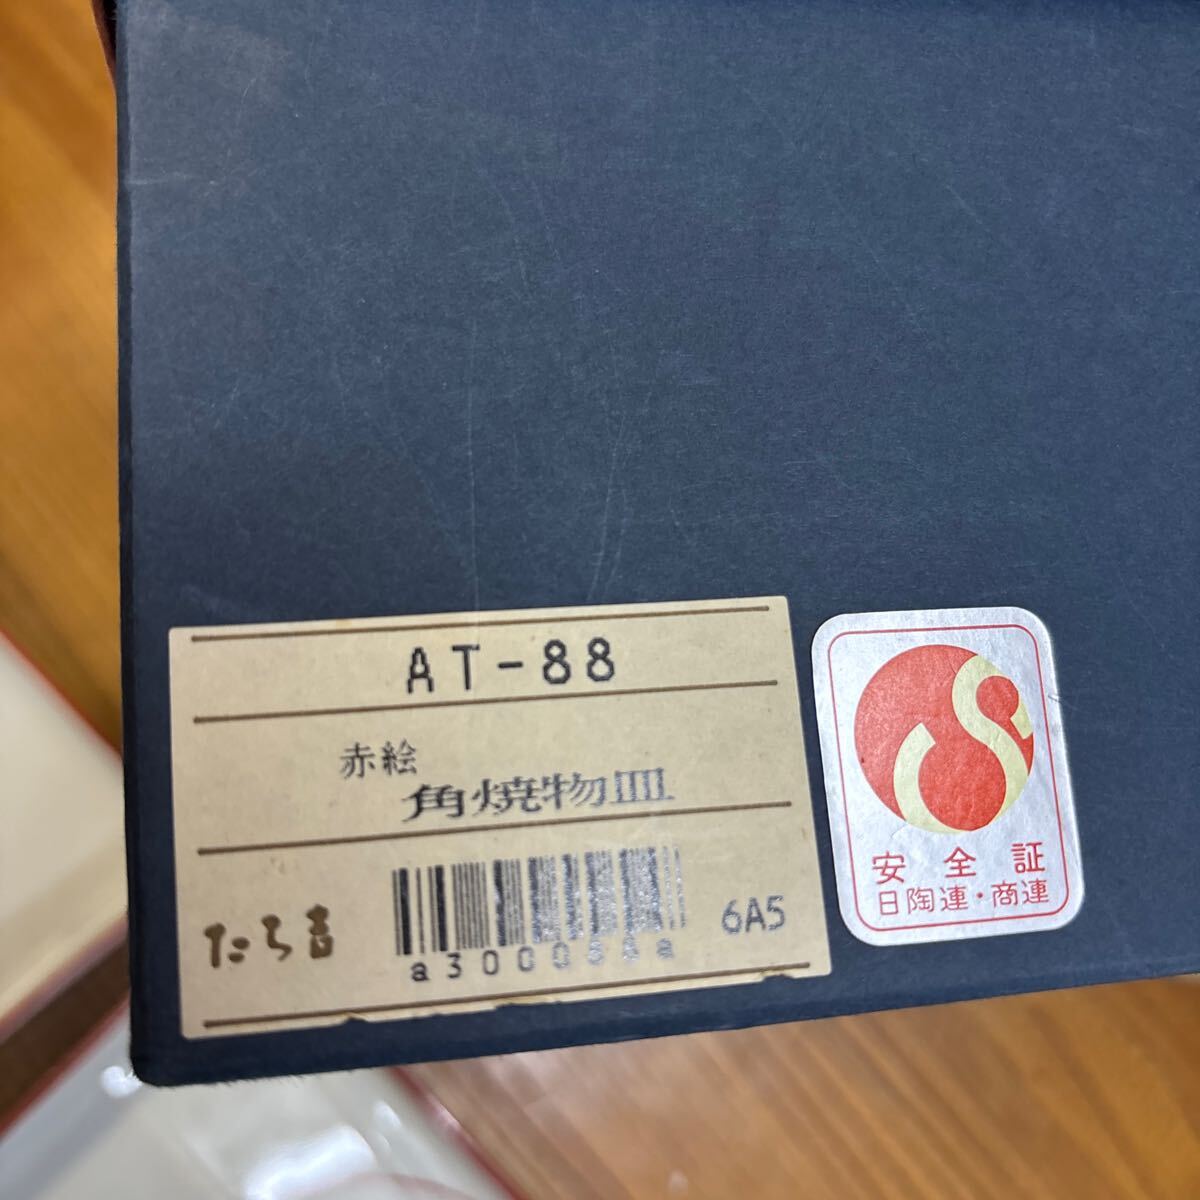 AT-88
赤絵
角焼物皿
たち吉
a3000588a
6A5
安全証
日陶連・商連